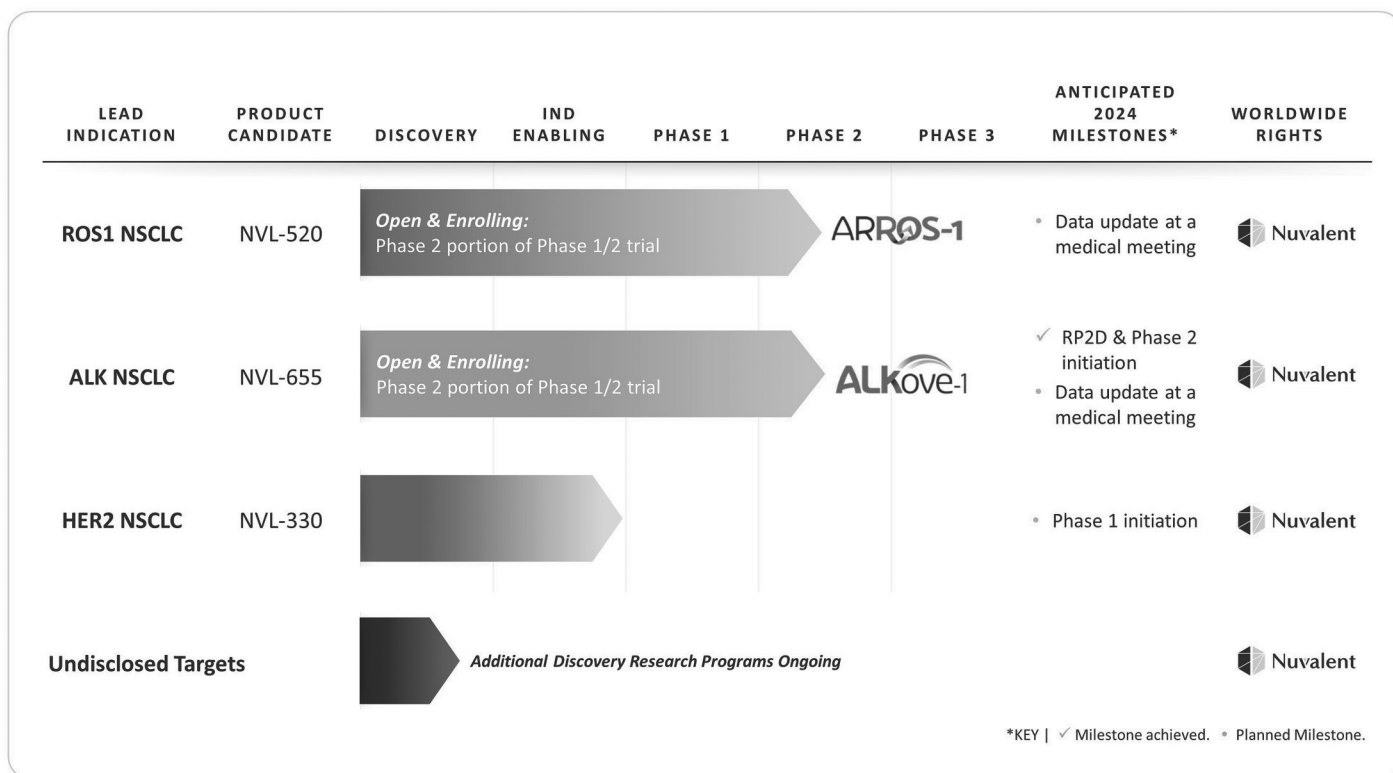 LEAD INDICATION
PRODUCT CANDIDATE
DISCOVERY
IND ENABLING
PHASE 1
PHASE 2
PHASE 3
ANTICIPATED 2024 MILESTONES*
WORLDWIDE RIGHTS
ROS1 NSCLC
NVL-520
Open & Enrolling:
Phase 2 portion of Phase 1/2 trial
ARROS-1
• Data update at a
medical meeting
Nuvalent
ALK NSCLC
NVL-655
Open & Enrolling:
Phase 2 portion of Phase 1/2 trial
ALKove-1
✓ RP2D & Phase 2
initiation
• Data update at a
medical meeting
Nuvalent
HER2 NSCLC
NVL-330
• Phase 1 initiation
Nuvalent
Undisclosed Targets
Additional Discovery Research Programs Ongoing
Nuvalent
*KEY | ✓ Milestone achieved. • Planned Milestone.